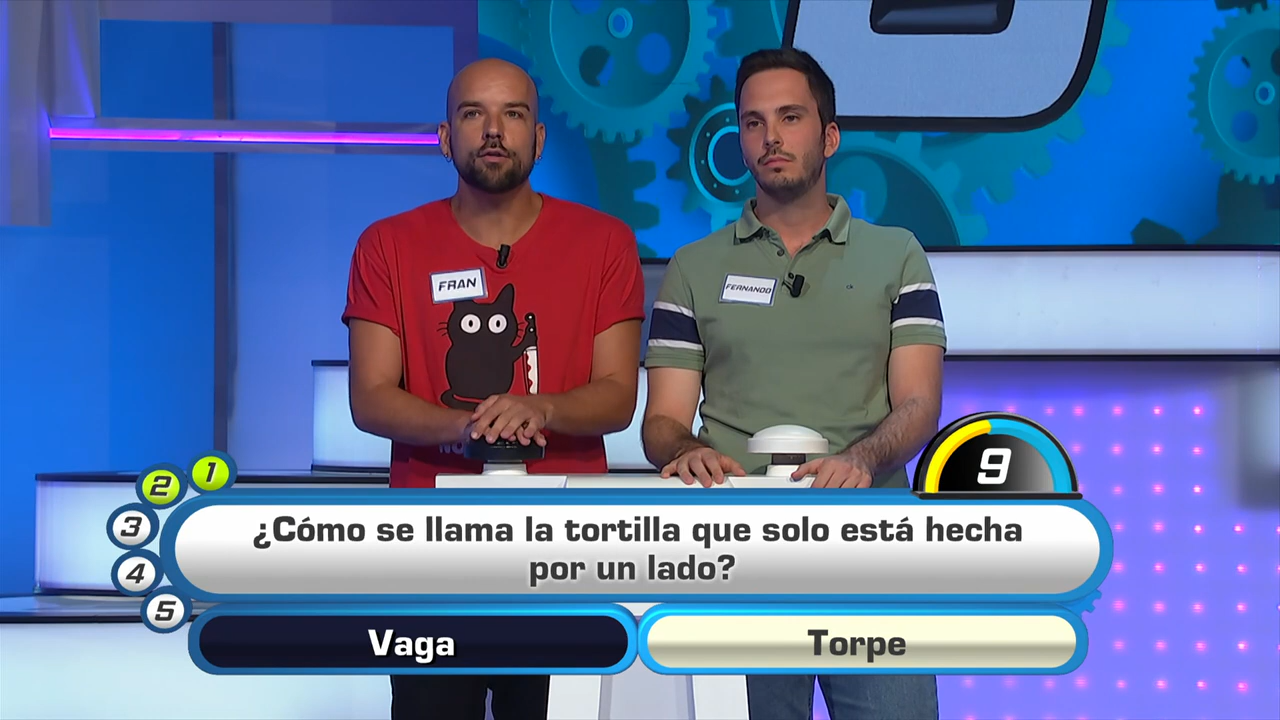 FRAN
FERNANDO
NO
9
1
2
3
4
5
¿Cómo se llama la tortilla que solo está hecha
por un lado?
Vaga
Torpe